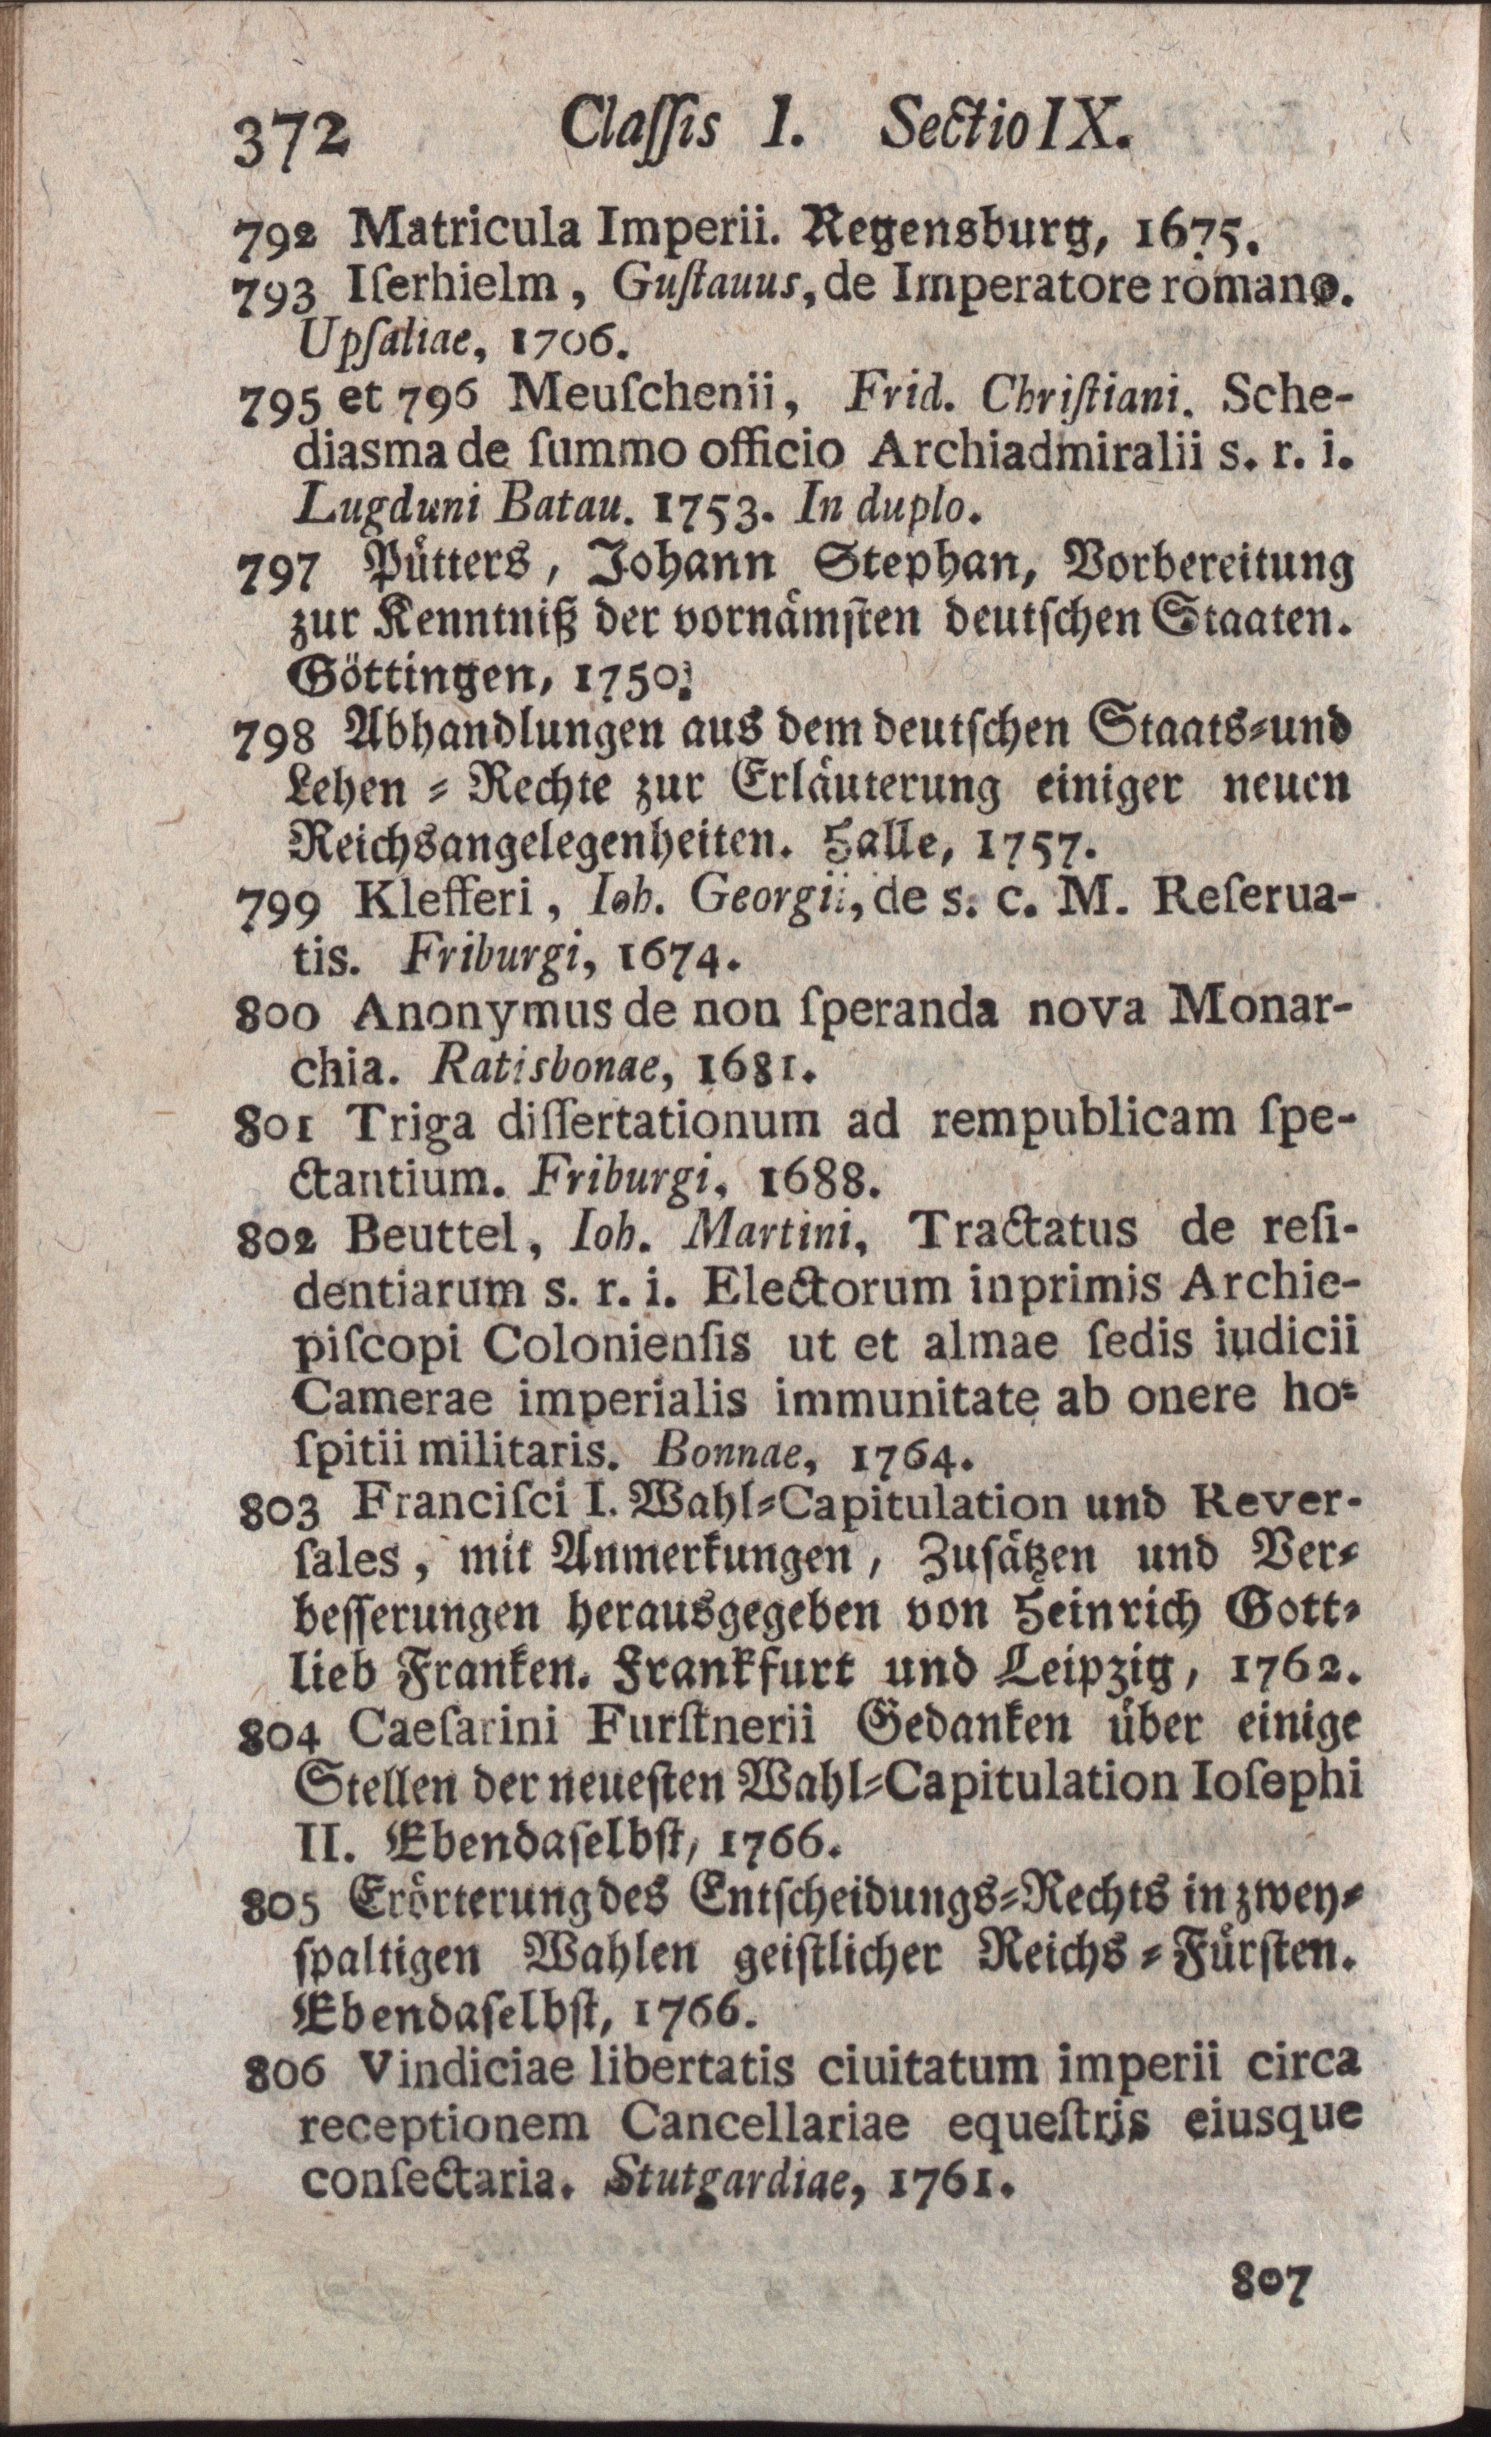 372 Claſſis I. Sectio IX.
792 Matricula Imperii. Regensburg, 1675.
793 Iſerhielm, Guſtauus, de Imperatore romano.
Upſaliae, 1706.
795 et 796 Meuſchenii, Frid. Chriſtiani. Sche-
diasma de ſummo officio Archiadmiralii s. r. i.
Lugduni Batau. 1753. In duplo.
797 Pütters, Johann Stephan, Vorbereitung
zur Kenntniß der vornämſten deutſchen Staaten.
Göttingen, 1750.
798 Abhandlungen aus dem deutſchen Staats-und
Lehen-Rechte zur Erläuterung einiger neuen
Reichsangelegenheiten. Halle, 1757.
799 Klefferi, Ioh. Georgii, de s. c. M. Reſerua-
tis. Friburgi, 1674.
800 Anonymus de non ſperanda nova Monar-
chia. Ratisbonae, 1681.
801 Triga diſſertationum ad rempublicam ſpe-
ctantium. Friburgi, 1688.
802 Beuttel, Ioh. Martini, Tractatus de reſi-
dentiarum s. r. i. Electorum inprimis Archie-
piſcopi Colonienſis ut et almae ſedis iudicii
Camerae imperialis immunitate ab onere ho-
ſpitii militaris. Bonnae, 1764.
803 Franciſci I. Wahl-Capitulation und Rever-
ſales, mit Anmerkungen, Zuſätzen und Ver-
beſſerungen herausgegeben von Heinrich Gott-
lieb Franken. Frankfurt und Leipzig, 1762.
804 Caeſarini Furſtnerii Gedanken über einige
Stellen der neueſten Wahl-Capitulation Ioſephi
II. Ebendaſelbſt, 1766.
805 Erörterung des Entſcheidungs-Rechts in zwey-
ſpaltigen Wahlen geiſtlicher Reichs-Fürſten.
Ebendaſelbſt, 1766.
806 Vindiciae libertatis ciuitatum imperii circa
receptionem Cancellariae equeſtris eiusque
conſectaria. Stutgardiae, 1761.
807